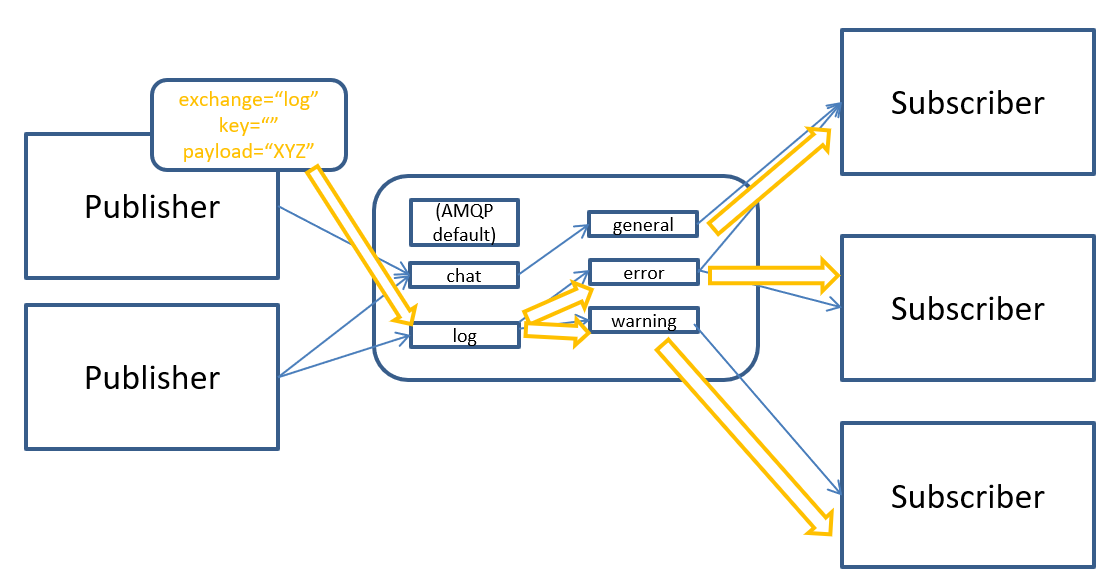 exchange=“log”
key=“”
payload=“XYZ”
Publisher
Publisher
(AMQP
default)
chat
log
general
error
warning
Subscriber
Subscriber
Subscriber